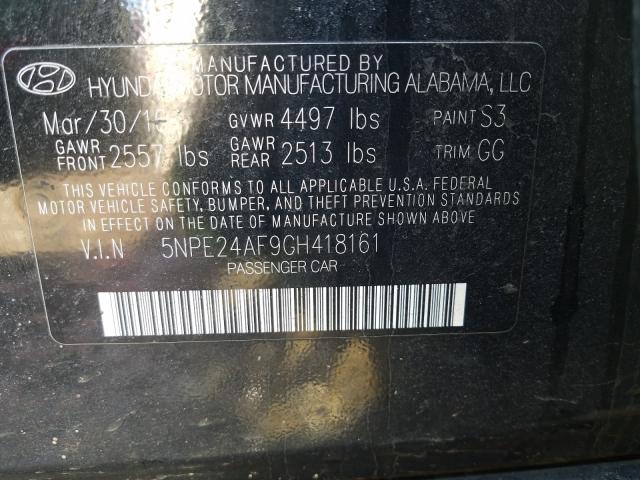 MANUFACTURED BY
HYUNDAI MOTOR MANUFACTURING ALABAMA, LLC
GVWR 4497 lbs PAINT S3
GAWR FRONT 2557 lbs GAWR REAR 2513 lbs TRIM GG
THIS VEHICLE CONFORMS TO ALL APPLICABLE U.S.A. FEDERAL
MOTOR VEHICLE SAFETY, BUMPER, AND THEFT PREVENTION STANDARDS
IN EFFECT ON THE DATE OF MANUFACTURE SHOWN ABOVE.
V.I.N 5NPE24AF9GH418161
PASSENGER CAR